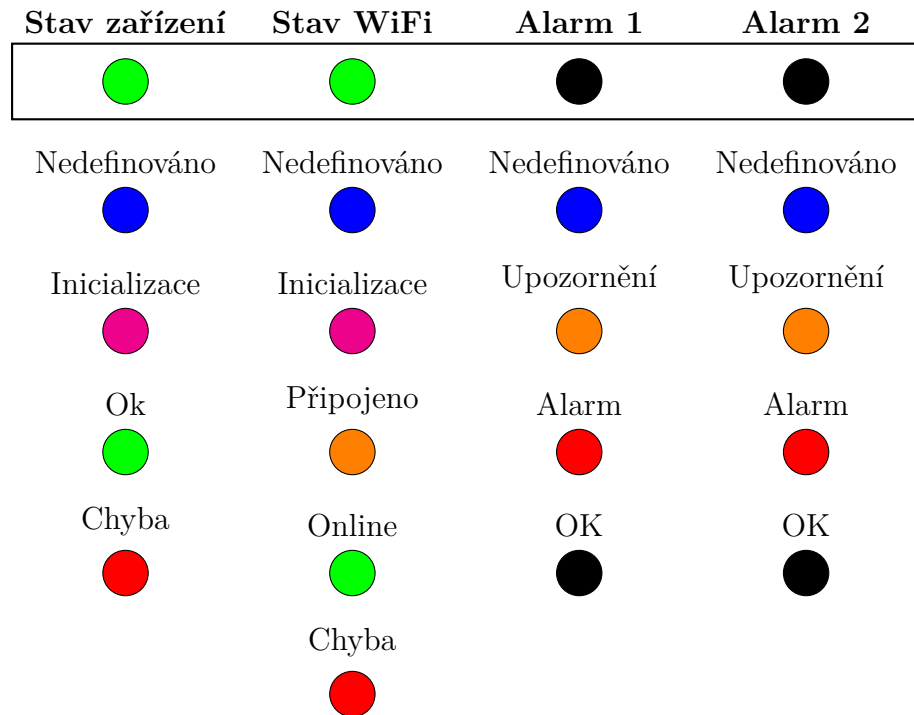 Stav zařízení Stav WiFi Alarm 1 Alarm 2
Nedefinováno Nedefinováno Nedefinováno Nedefinováno
Inicializace Inicializace Upozornění Upozornění
Ok Připojeno Alarm Alarm
Chyba Online OK OK
Chyba